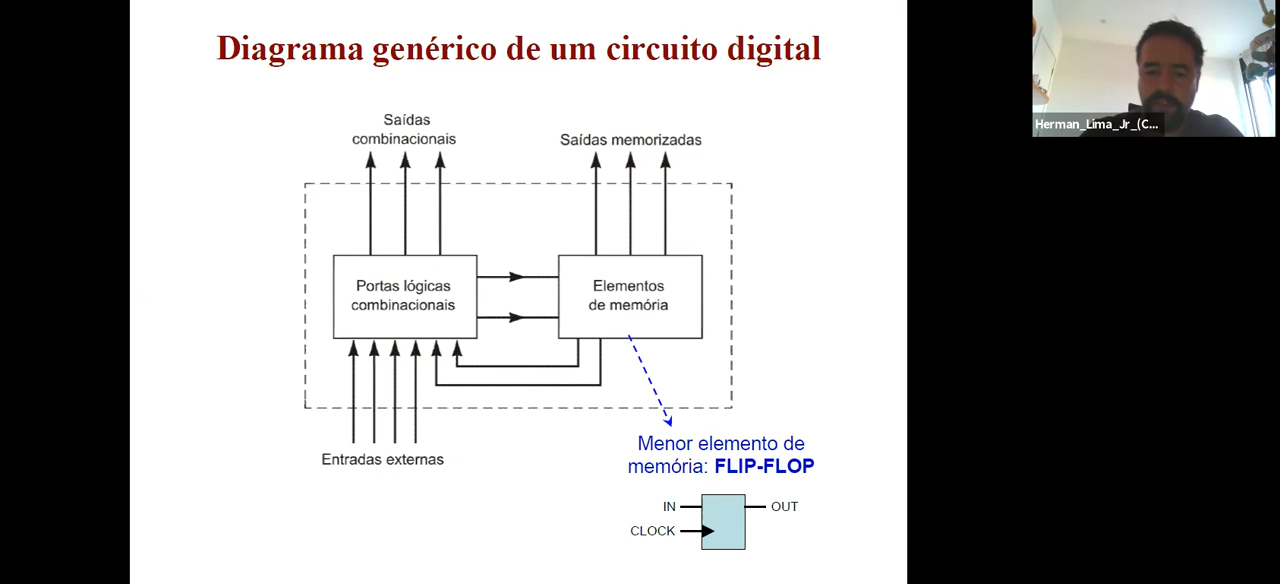 Diagrama genérico de um circuito digital
Herman_Lima_Jr_(C...
Saídas
combinacionais
Saídas memorizadas
Portas lógicas
combinacionais
Elementos
de memória
Entradas externas
Menor elemento de
memória: FLIP-FLOP
IN
OUT
CLOCK